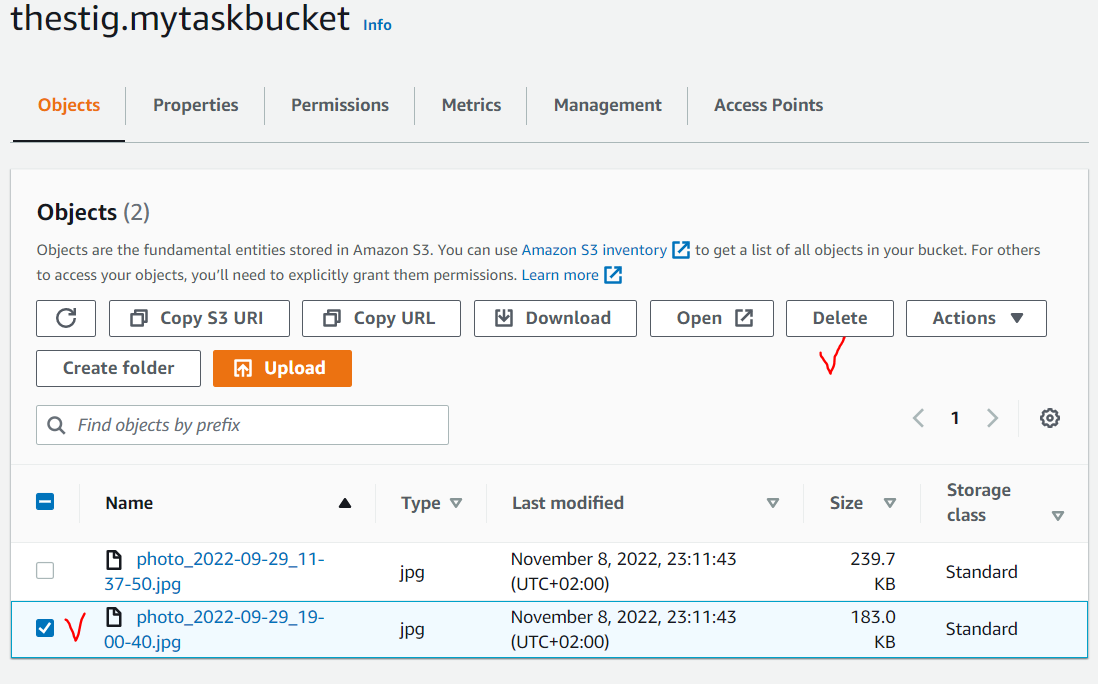 thestig.mytaskbucket Info
Objects Properties Permissions Metrics Management Access Points
Objects (2)
Objects are the fundamental entities stored in Amazon S3. You can use Amazon S3 inventory to get a list of all objects in your bucket. For others
to access your objects, you'll need to explicitly grant them permissions. Learn more
Copy S3 URI Copy URL Download Open Delete Actions
Create folder Upload
Find objects by prefix 1
Name Type Last modified Size Storage
class
photo_2022-09-29_11-
37-50.jpg jpg November 8, 2022, 23:11:43
(UTC+02:00) 239.7
KB Standard
photo_2022-09-29_19-
00-40.jpg jpg November 8, 2022, 23:11:43
(UTC+02:00) 183.0
KB Standard